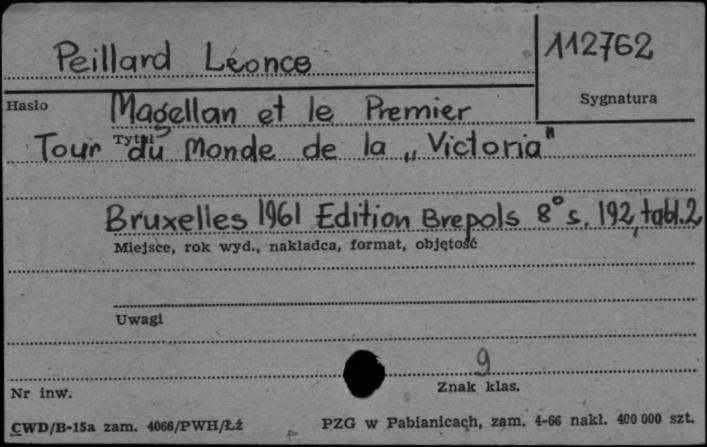 Peillard Léonce 112762
Hasło Sygnatura
Magellan et le Premier
Tytuł
Tour du Monde de la „Victoria"
Bruxelles 1961 Edition Brepols 8° s. 192, tabl. 2
Miejsce, rok wyd., nakładca, format, objętość
Uwagi
9
Nr inw. Znak klas.
CWD/B-15a zam. 4066/PWH/Łź PZG w Pabianicach, zam. 4-66 nakł. 400 000 szt.